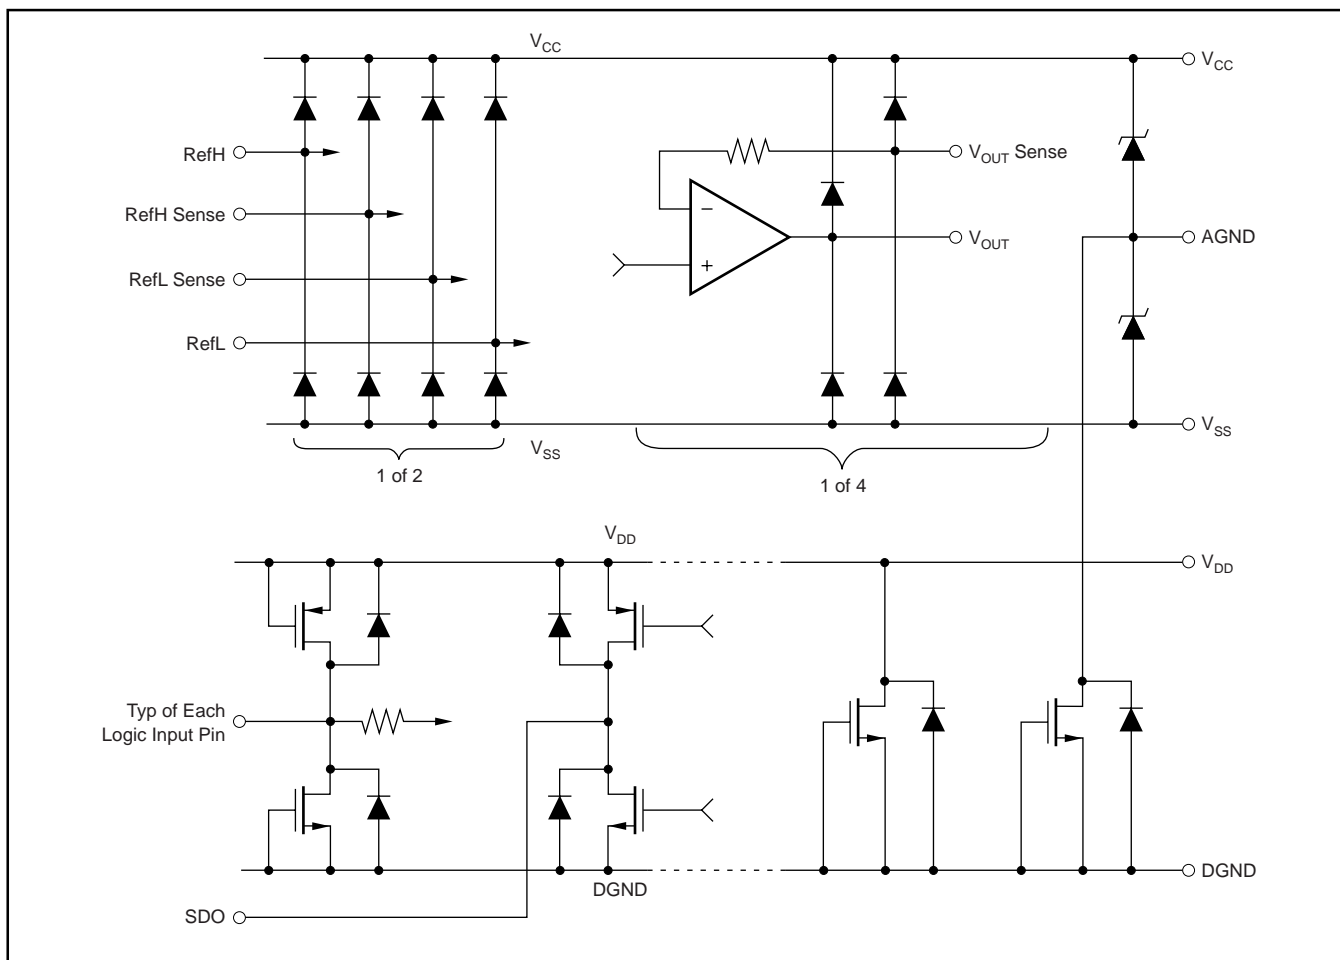 V_CC
V_CC
RefH
V_OUT Sense
RefH Sense
−
V_OUT
AGND
+
RefL Sense
RefL
V_SS
V_SS
1 of 2
1 of 4
V_DD
V_DD
Typ of Each
Logic Input Pin
DGND
DGND
SDO